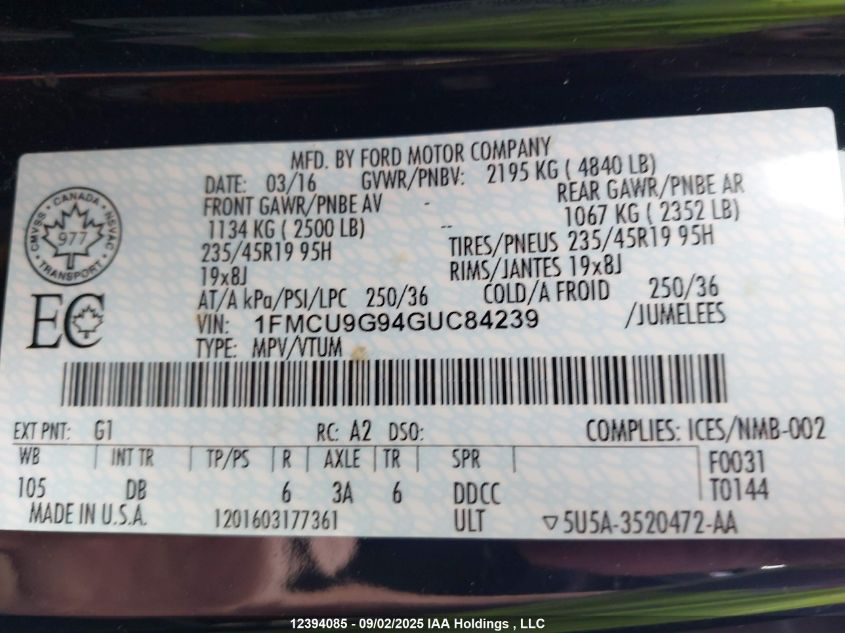 MFD. BY FORD MOTOR COMPANY
DATE: 03/16 GVWR/PNBV: 2195 KG ( 4840 LB)
FRONT GAWR/PNBE AV - REAR GAWR/PNBE AR
1134 KG ( 2500 LB) -- 1067 KG ( 2352 LB)
235/45R19 95H TIRES/PNEUS 235/45R19 95H
19x8J RIMS/JANTES 19x8J
AT/A kPa/PSI/LPC 250/36 COLD/A FROID 250/36
VIN: 1FMCU9G94GUC84239 /JUMELEES
TYPE: MPV/VTUM
CANADA
CMVSS NSVAC
977
TRANSPORT
EC
EXT PNT: G1 RC: A2 DSO: COMPLIES: ICES/NMB-002
WB INT TR TP/PS R AXLE TR SPR F0031
105 DB 6 3A 6 DDCC T0144
MADE IN U.S.A. 1201603177361 ULT ▽5U5A-3520472-AA
12394085 - 09/02/2025 IAA Holdings , LLC